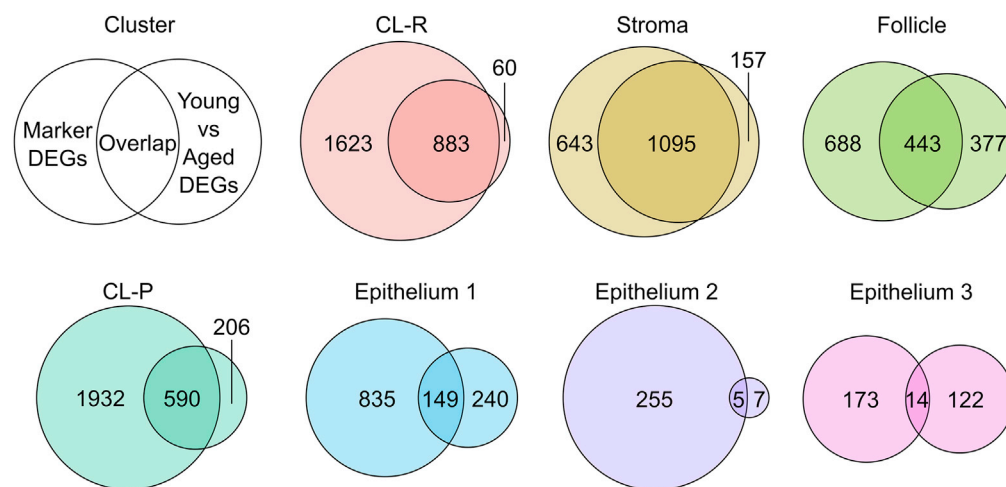 Cluster
Marker
DEGs
Overlap
Young
vs
Aged
DEGs
CL-R
1623
883
60
Stroma
643
1095
157
Follicle
688
443
377
CL-P
1932
590
206
Epithelium 1
835
149
240
Epithelium 2
255
5
7
Epithelium 3
173
14
122